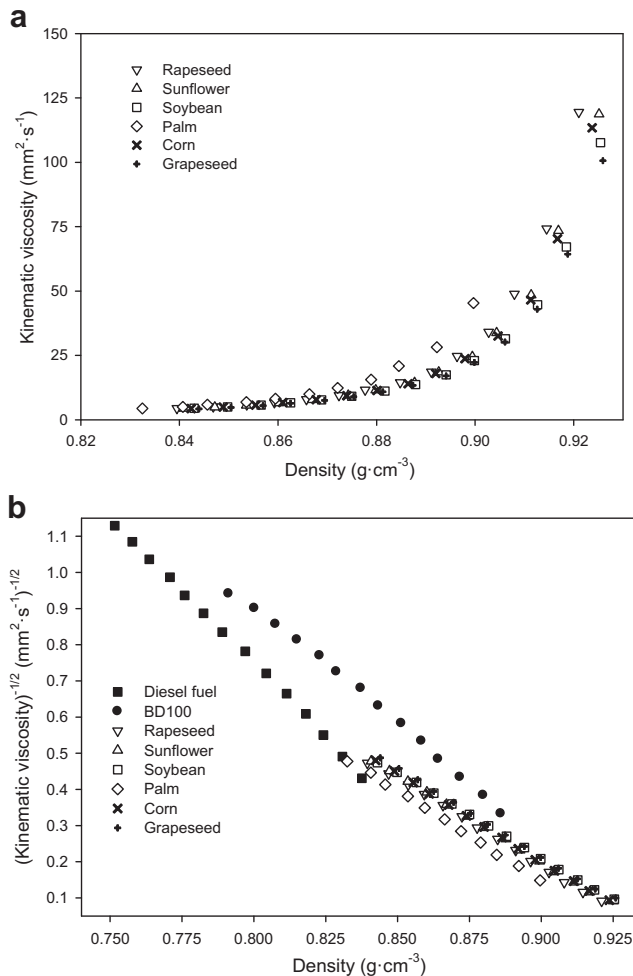 a
150
125
100
75
50
25
0
Kinematic viscosity (mm²·s⁻¹)
Rapeseed
Sunflower
Soybean
Palm
Corn
Grapeseed
0.82 0.84 0.86 0.88 0.90 0.92
Density (g·cm⁻³)
b
1.1
1.0
0.9
0.8
0.7
0.6
0.5
0.4
0.3
0.2
0.1
(Kinematic viscosity)⁻¹/² (mm²·s⁻¹)⁻¹/²
Diesel fuel
BD100
Rapeseed
Sunflower
Soybean
Palm
Corn
Grapeseed
0.750 0.775 0.800 0.825 0.850 0.875 0.900 0.925
Density (g·cm⁻³)